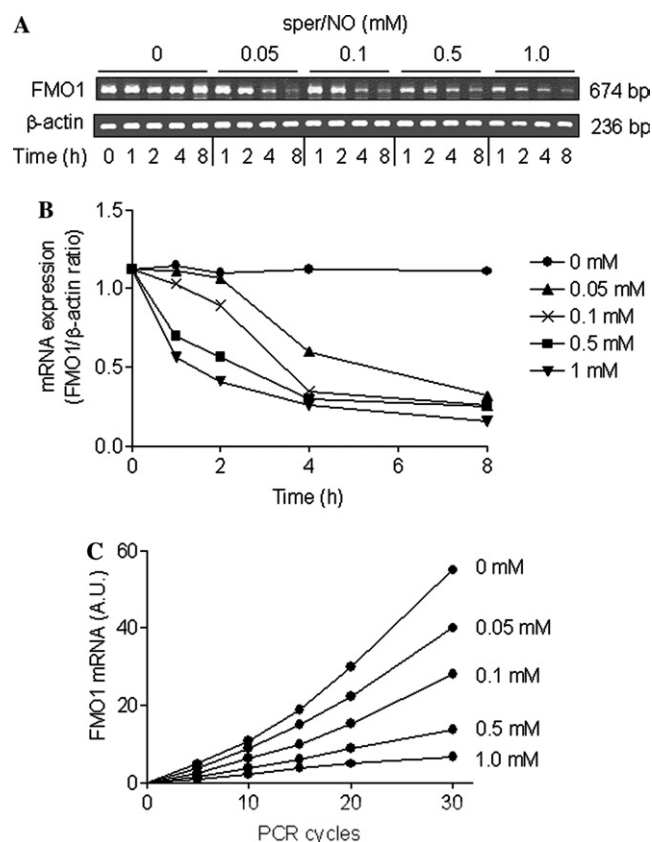 A
sper/NO (mM)
0 0.05 0.1 0.5 1.0
FMO1 674 bp
β-actin 236 bp
Time (h) 0 1 2 4 8 1 2 4 8 1 2 4 8 1 2 4 8 1 2 4 8
B
mRNA expression
(FMO1/β-actin ratio)
1.5
1.0
0.5
0.0
0 2 4 6 8
Time (h)
0 mM
0.05 mM
0.1 mM
0.5 mM
1 mM
C
FMO1 mRNA (A.U.)
60
40
20
0
0 10 20 30
PCR cycles
0 mM
0.05 mM
0.1 mM
0.5 mM
1.0 mM